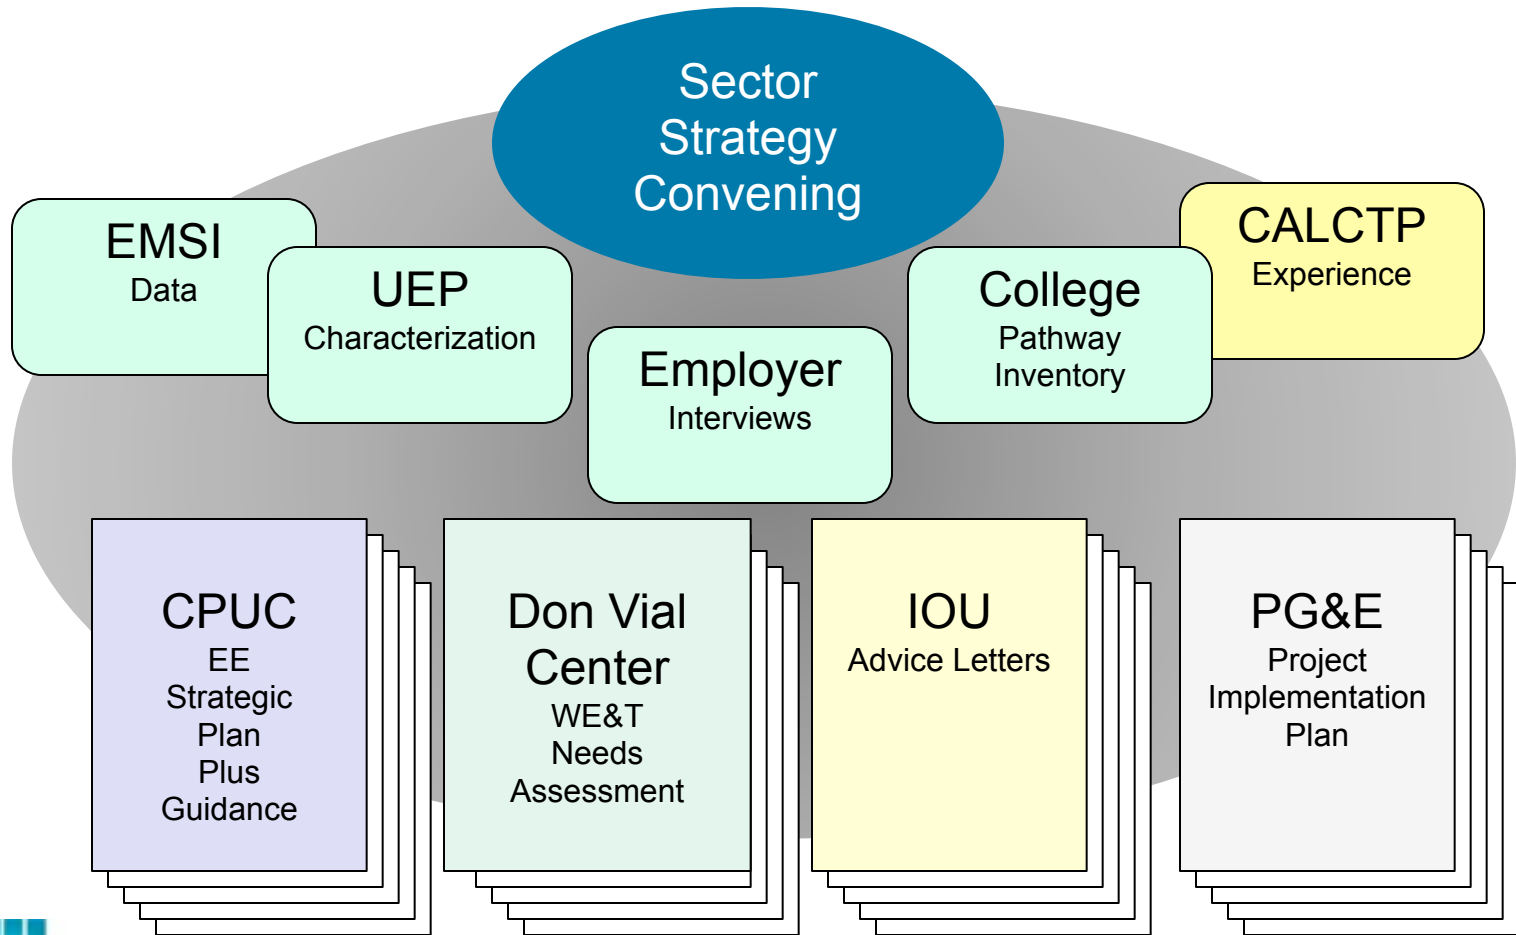 Sector
Strategy
Convening
EMSI
Data
UEP
Characterization
Employer
Interviews
College
Pathway
Inventory
CALCTP
Experience
CPUC
EE
Strategic
Plan
Plus
Guidance
Don Vial
Center
WE&T
Needs
Assessment
IOU
Advice Letters
PG&E
Project
Implementation
Plan